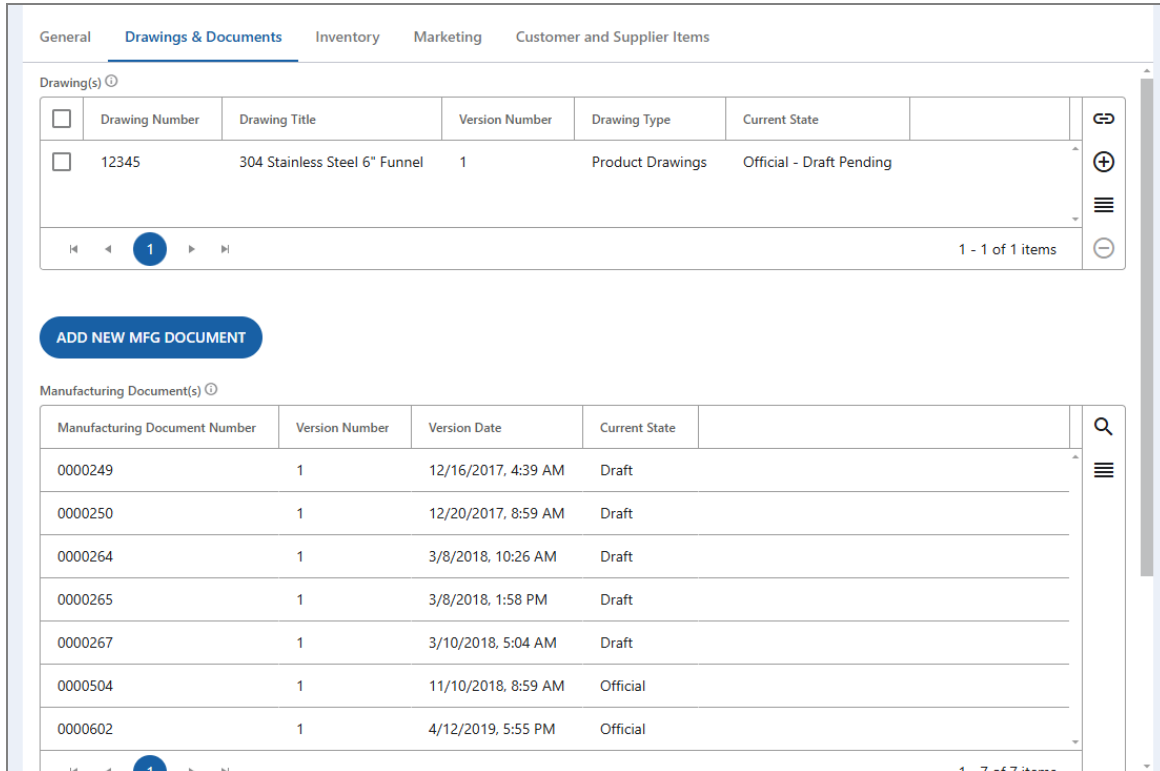 General Drawings & Documents Inventory Marketing Customer and Supplier Items
Drawing(s)
Drawing Number Drawing Title Version Number Drawing Type Current State
12345 304 Stainless Steel 6" Funnel 1 Product Drawings Official - Draft Pending
1 1 - 1 of 1 items
ADD NEW MFG DOCUMENT
Manufacturing Document(s)
Manufacturing Document Number Version Number Version Date Current State
0000249 1 12/16/2017, 4:39 AM Draft
0000250 1 12/20/2017, 8:59 AM Draft
0000264 1 3/8/2018, 10:26 AM Draft
0000265 1 3/8/2018, 1:58 PM Draft
0000267 1 3/10/2018, 5:04 AM Draft
0000504 1 11/10/2018, 8:59 AM Official
0000602 1 4/12/2019, 5:55 PM Official
1 1 - 7 of 7 items